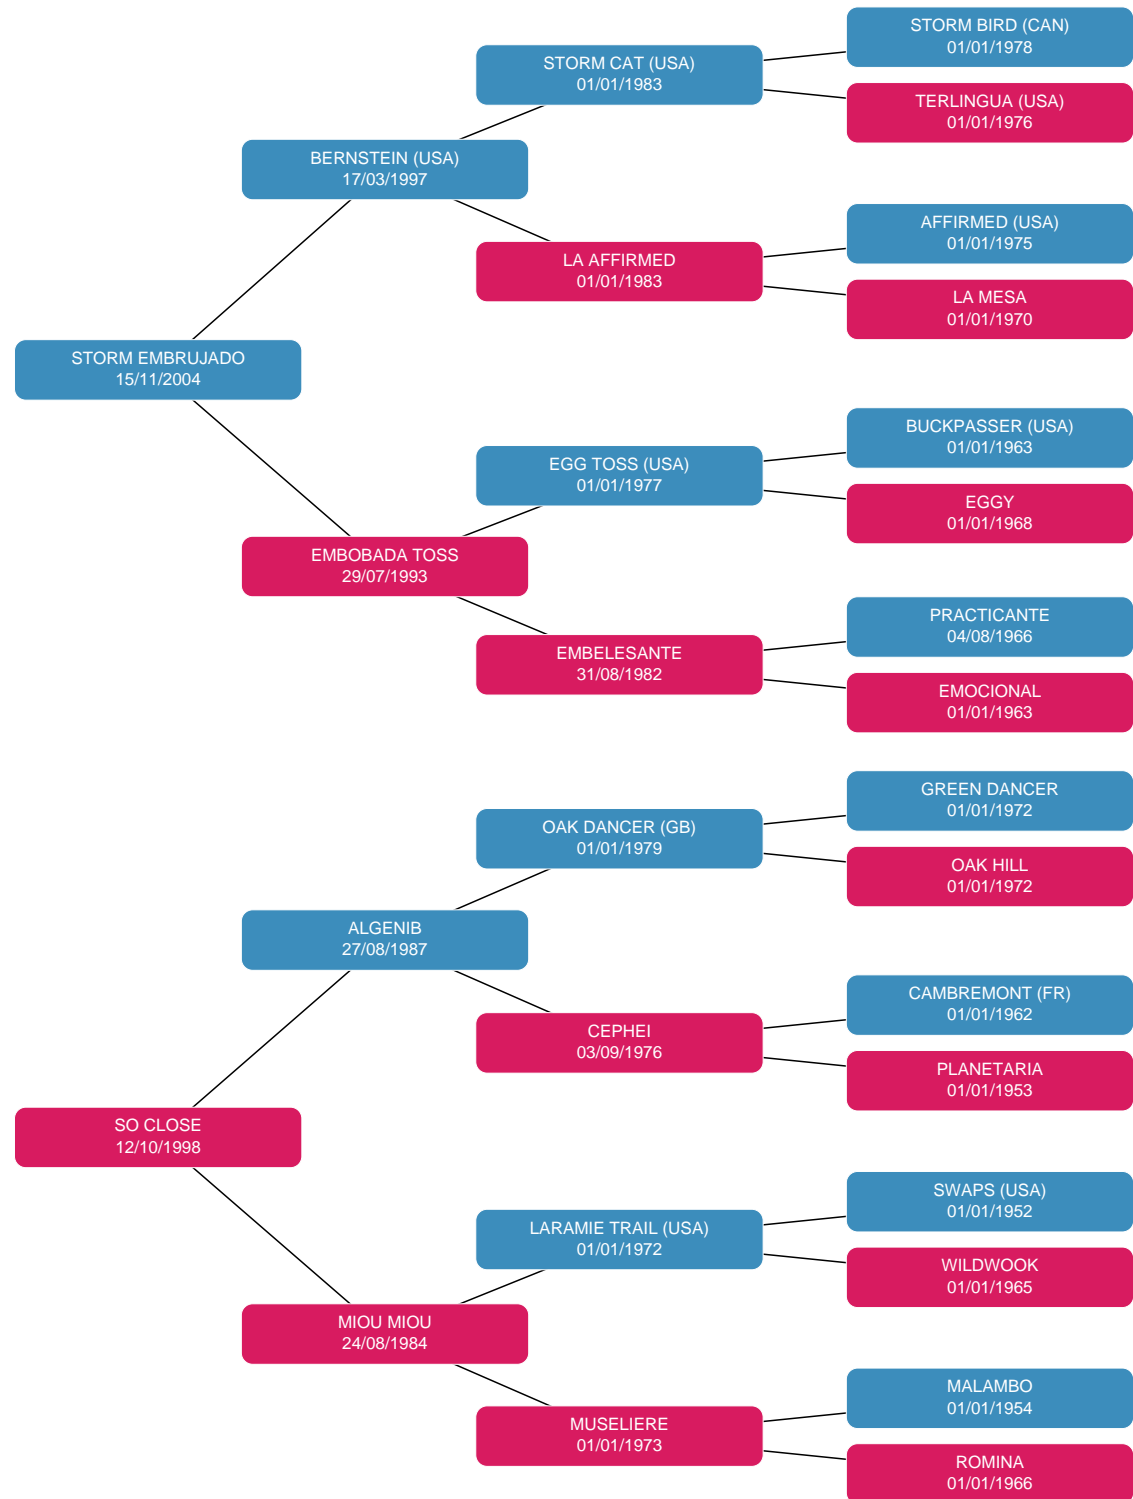 STORM BIRD (CAN)
01/01/1978
STORM CAT (USA)
01/01/1983
TERLINGUA (USA)
01/01/1976
BERNSTEIN (USA)
17/03/1997
AFFIRMED (USA)
01/01/1975
LA AFFIRMED
01/01/1983
LA MESA
01/01/1970
STORM EMBRUJADO
15/11/2004
BUCKPASSER (USA)
01/01/1963
EGG TOSS (USA)
01/01/1977
EGGY
01/01/1968
EMBOBADA TOSS
29/07/1993
PRACTICANTE
04/08/1966
EMBELESANTE
31/08/1982
EMOCIONAL
01/01/1963
GREEN DANCER
01/01/1972
OAK DANCER (GB)
01/01/1979
OAK HILL
01/01/1972
ALGENIB
27/08/1987
CAMBREMONT (FR)
01/01/1962
CEPHEI
03/09/1976
PLANETARIA
01/01/1953
SO CLOSE
12/10/1998
SWAPS (USA)
01/01/1952
LARAMIE TRAIL (USA)
01/01/1972
WILDWOOK
01/01/1965
MIOU MIOU
24/08/1984
MALAMBO
01/01/1954
MUSELIERE
01/01/1973
ROMINA
01/01/1966